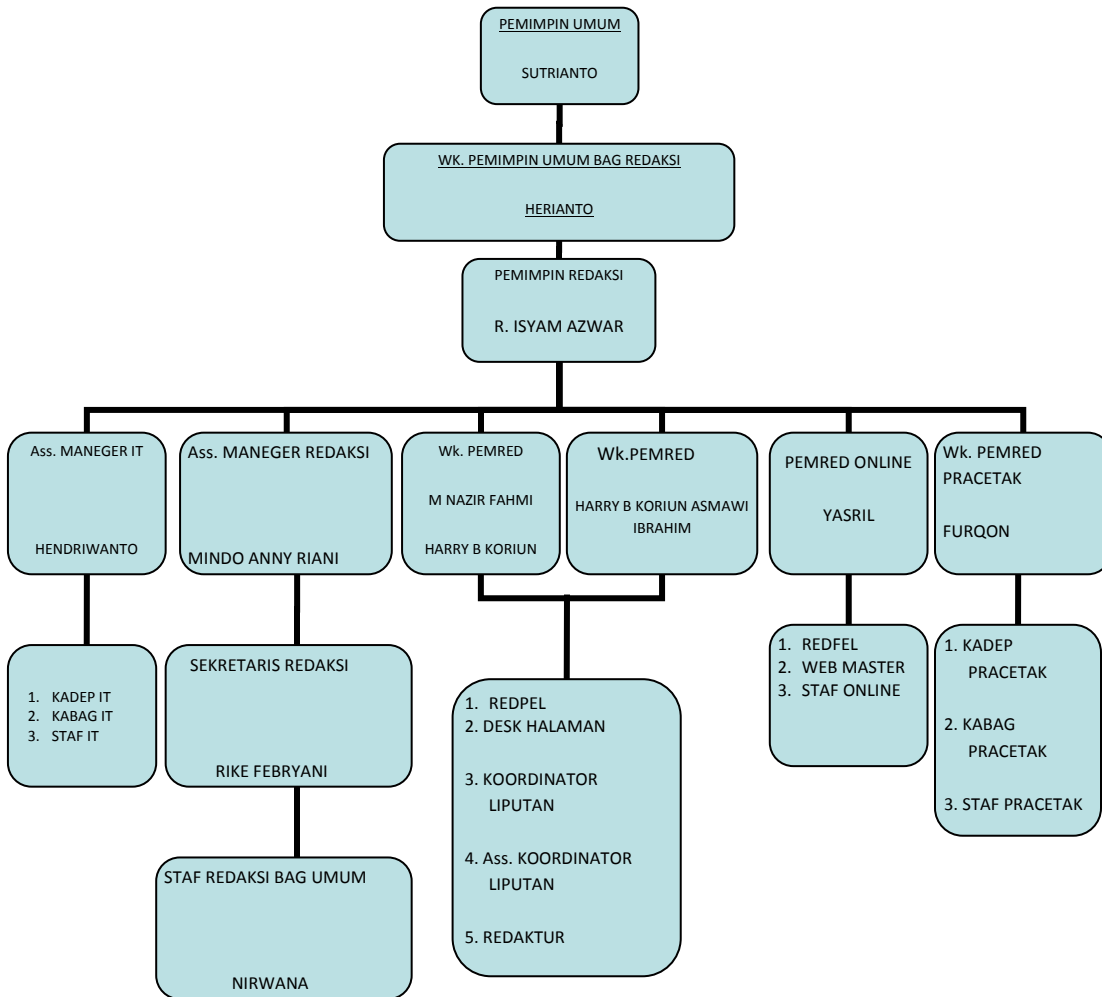 PEMIMPIN UMUM
SUTRIANTO
WK. PEMIMPIN UMUM BAG REDAKSI
HERIANTO
PEMIMPIN REDAKSI
R. ISYAM AZWAR
Ass. MANEGER IT
HENDRIWANTO
Ass. MANEGER REDAKSI
MINDO ANNY RIANI
Wk. PEMRED
M NAZIR FAHMI
HARRY B KORIUN
Wk.PEMRED
HARRY B KORIUN ASMAWI
IBRAHIM
PEMRED ONLINE
YASRIL
Wk. PEMRED
PRACETAK
FURQON
1. KADEP IT
2. KABAG IT
3. STAF IT
SEKRETARIS REDAKSI
RIKE FEBRYANI
STAF REDAKSI BAG UMUM
NIRWANA
1. REDPEL
2. DESK HALAMAN
3. KOORDINATOR
LIPUTAN
4. Ass. KOORDINATOR
LIPUTAN
5. REDAKTUR
1. REDFEL
2. WEB MASTER
3. STAF ONLINE
1. KADEP
PRACETAK
2. KABAG
PRACETAK
3. STAF PRACETAK